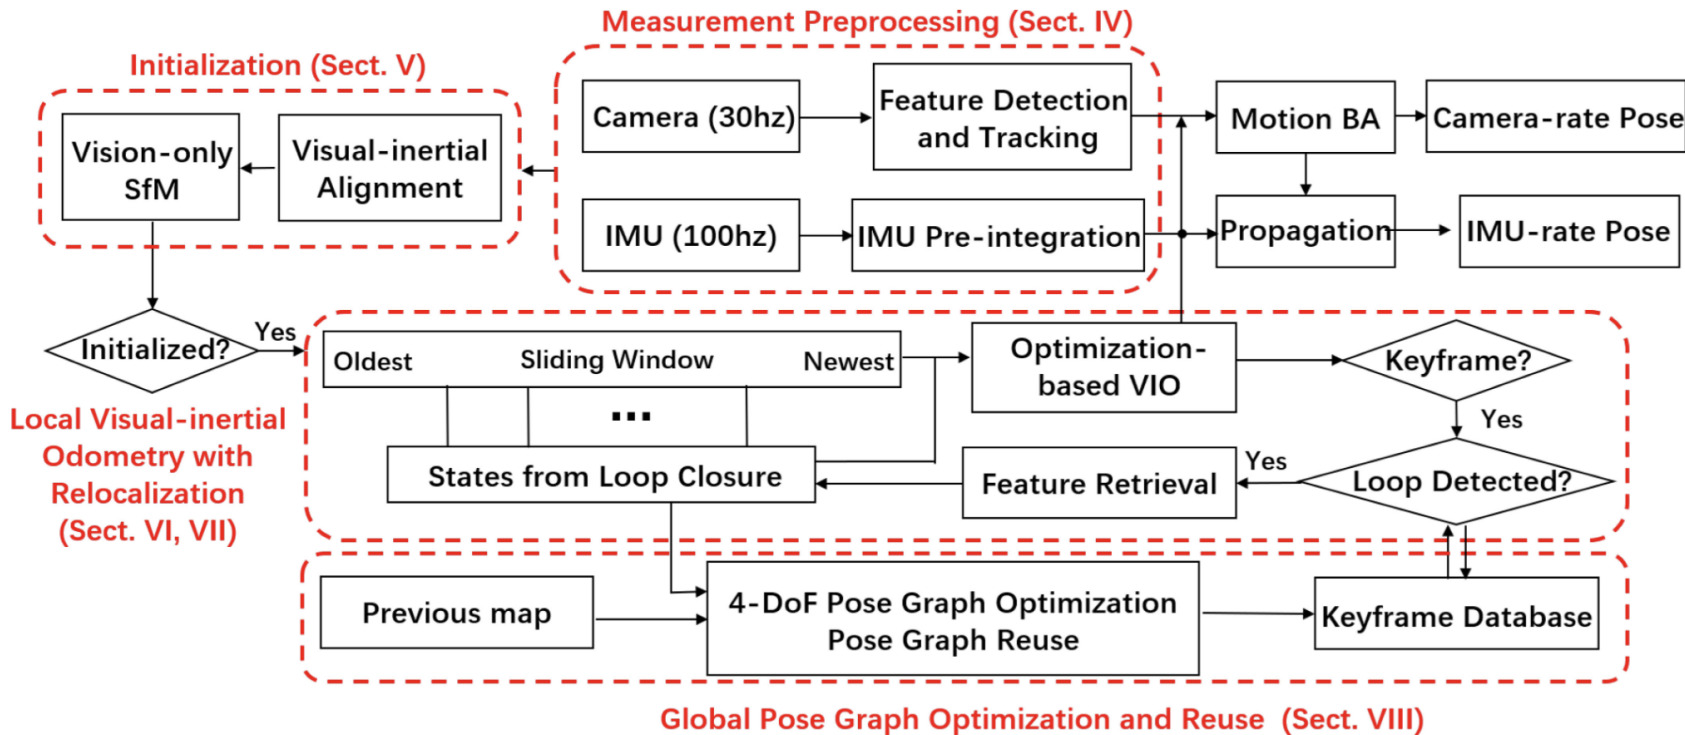 Measurement Preprocessing (Sect. IV)
Initialization (Sect. V)
Camera (30hz)
Feature Detection
and Tracking
Motion BA
Camera-rate Pose
Vision-only
SfM
Visual-inertial
Alignment
IMU (100hz)
IMU Pre-integration
Propagation
IMU-rate Pose
Initialized?
Yes
Oldest
Sliding Window
Newest
...
Optimization-
based VIO
Keyframe?
Yes
Local Visual-inertial
Odometry with
Relocalization
(Sect. VI, VII)
States from Loop Closure
Feature Retrieval
Yes
Loop Detected?
Previous map
4-DoF Pose Graph Optimization
Pose Graph Reuse
Keyframe Database
Global Pose Graph Optimization and Reuse (Sect. VIII)